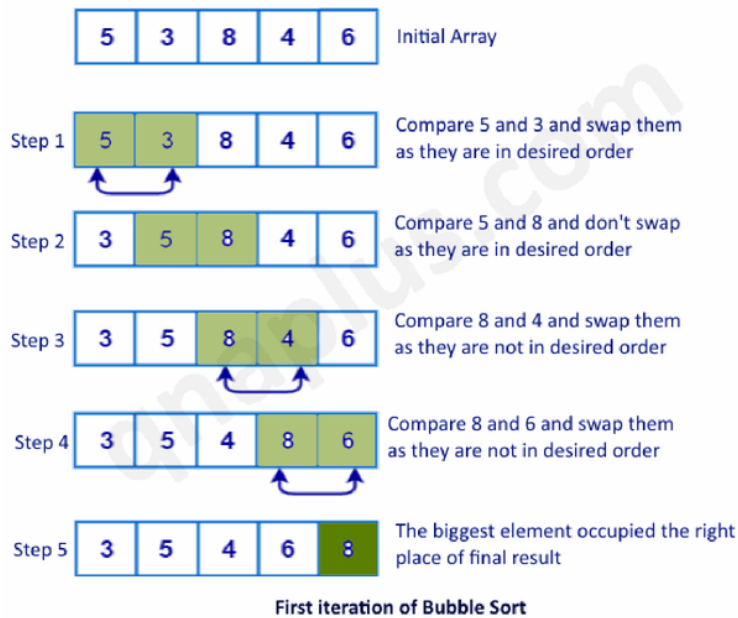 5 3 8 4 6 Initial Array
Step 1 5 3 8 4 6 Compare 5 and 3 and swap them
as they are in desired order
Step 2 3 5 8 4 6 Compare 5 and 8 and don't swap
as they are in desired order
Step 3 3 5 8 4 6 Compare 8 and 4 and swap them
as they are not in desired order
Step 4 3 5 4 8 6 Compare 8 and 6 and swap them
as they are not in desired order
Step 5 3 5 4 6 8 The biggest element occupied the right
place of final result
First iteration of Bubble Sort
qnaplus.com